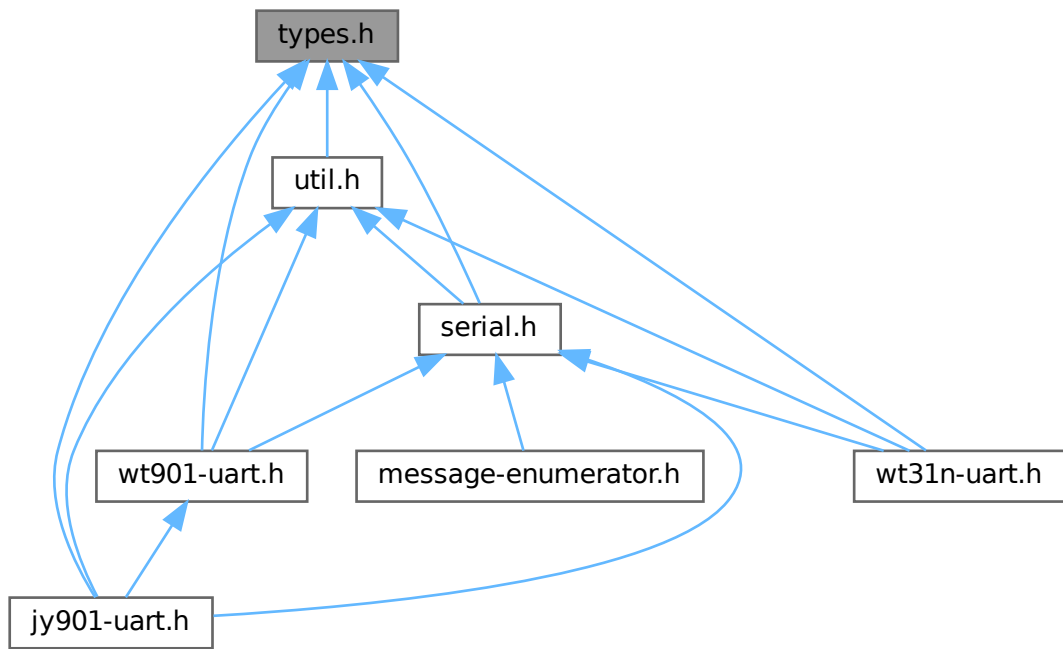 types.h
util.h
serial.h
wt901-uart.h
message-enumerator.h
wt31n-uart.h
jy901-uart.h